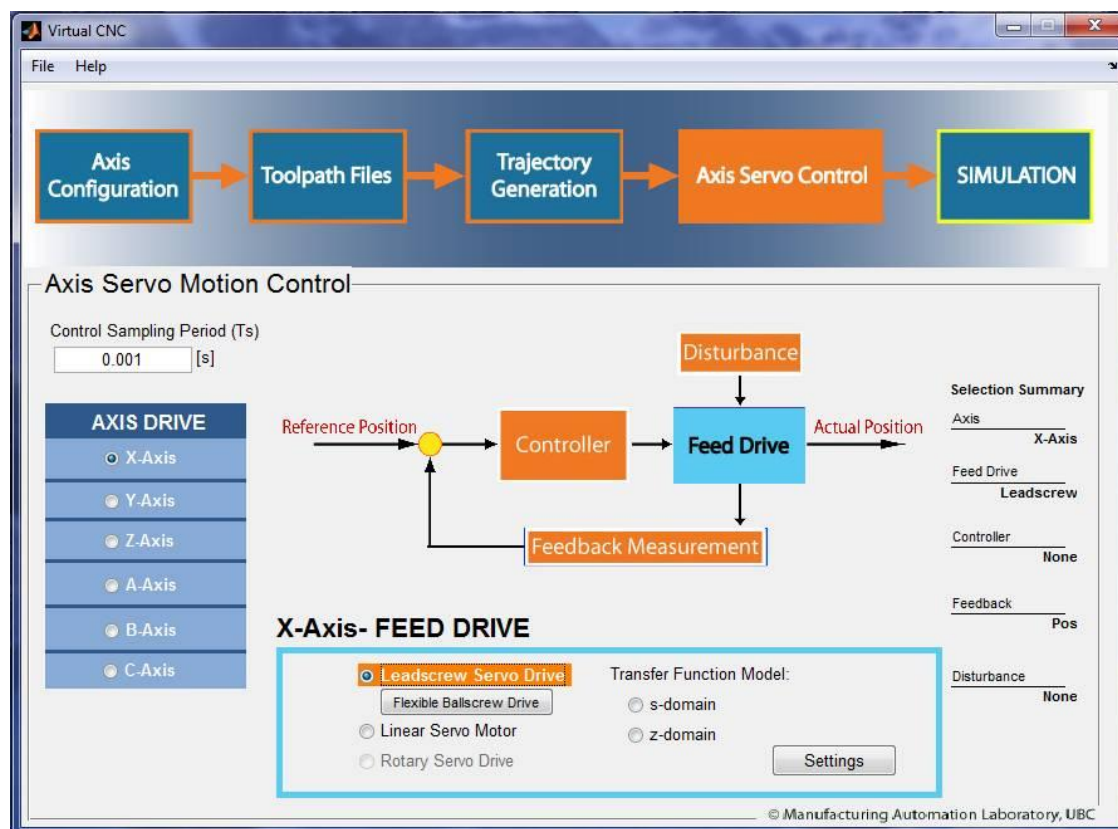 Virtual CNC
File Help
Axis
Configuration
Toolpath Files
Trajectory
Generation
Axis Servo Control
SIMULATION
Axis Servo Motion Control
Control Sampling Period (Ts)
0.001 [s]
AXIS DRIVE
X-Axis
Y-Axis
Z-Axis
A-Axis
B-Axis
C-Axis
Disturbance
Reference Position
Controller
Feed Drive
Actual Position
Feedback Measurement
Selection Summary
Axis
X-Axis
Feed Drive
Leadscrew
Controller
None
Feedback
Pos
Disturbance
None
X-Axis- FEED DRIVE
Leadscrew Servo Drive
Flexible Ballscrew Drive
Linear Servo Motor
Rotary Servo Drive
Transfer Function Model:
s-domain
z-domain
Settings
© Manufacturing Automation Laboratory, UBC